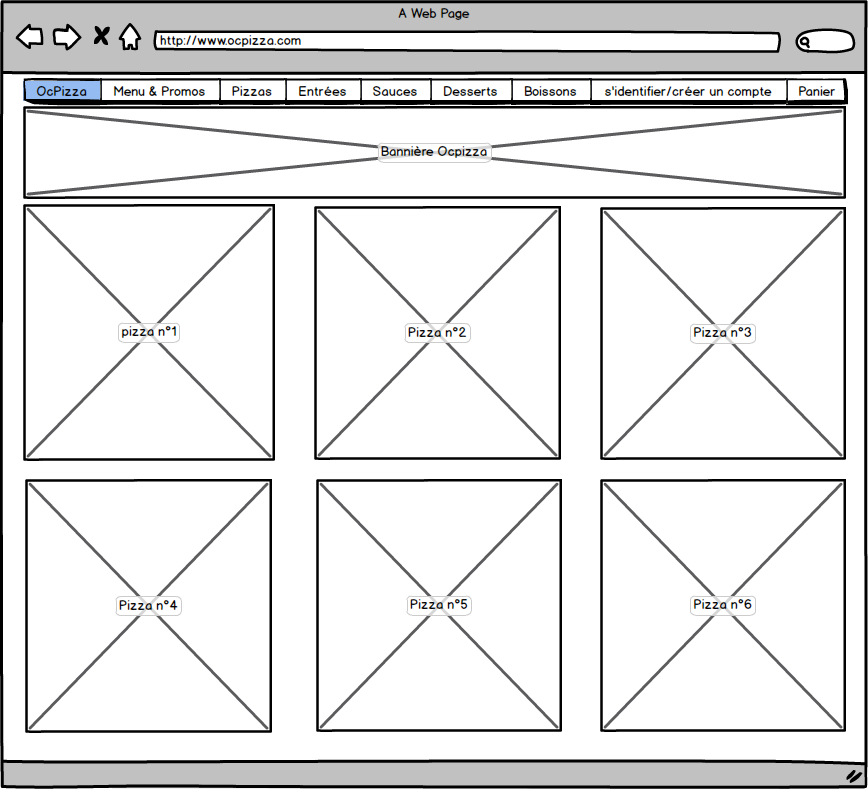 A Web Page
http://www.ocpizza.com
OcPizza Menu & Promos Pizzas Entrées Sauces Desserts Boissons s'identifier/créer un compte Panier
Bannière Ocpizza
pizza n°1 Pizza n°2 Pizza n°3
Pizza n°4 Pizza n°5 Pizza n°6